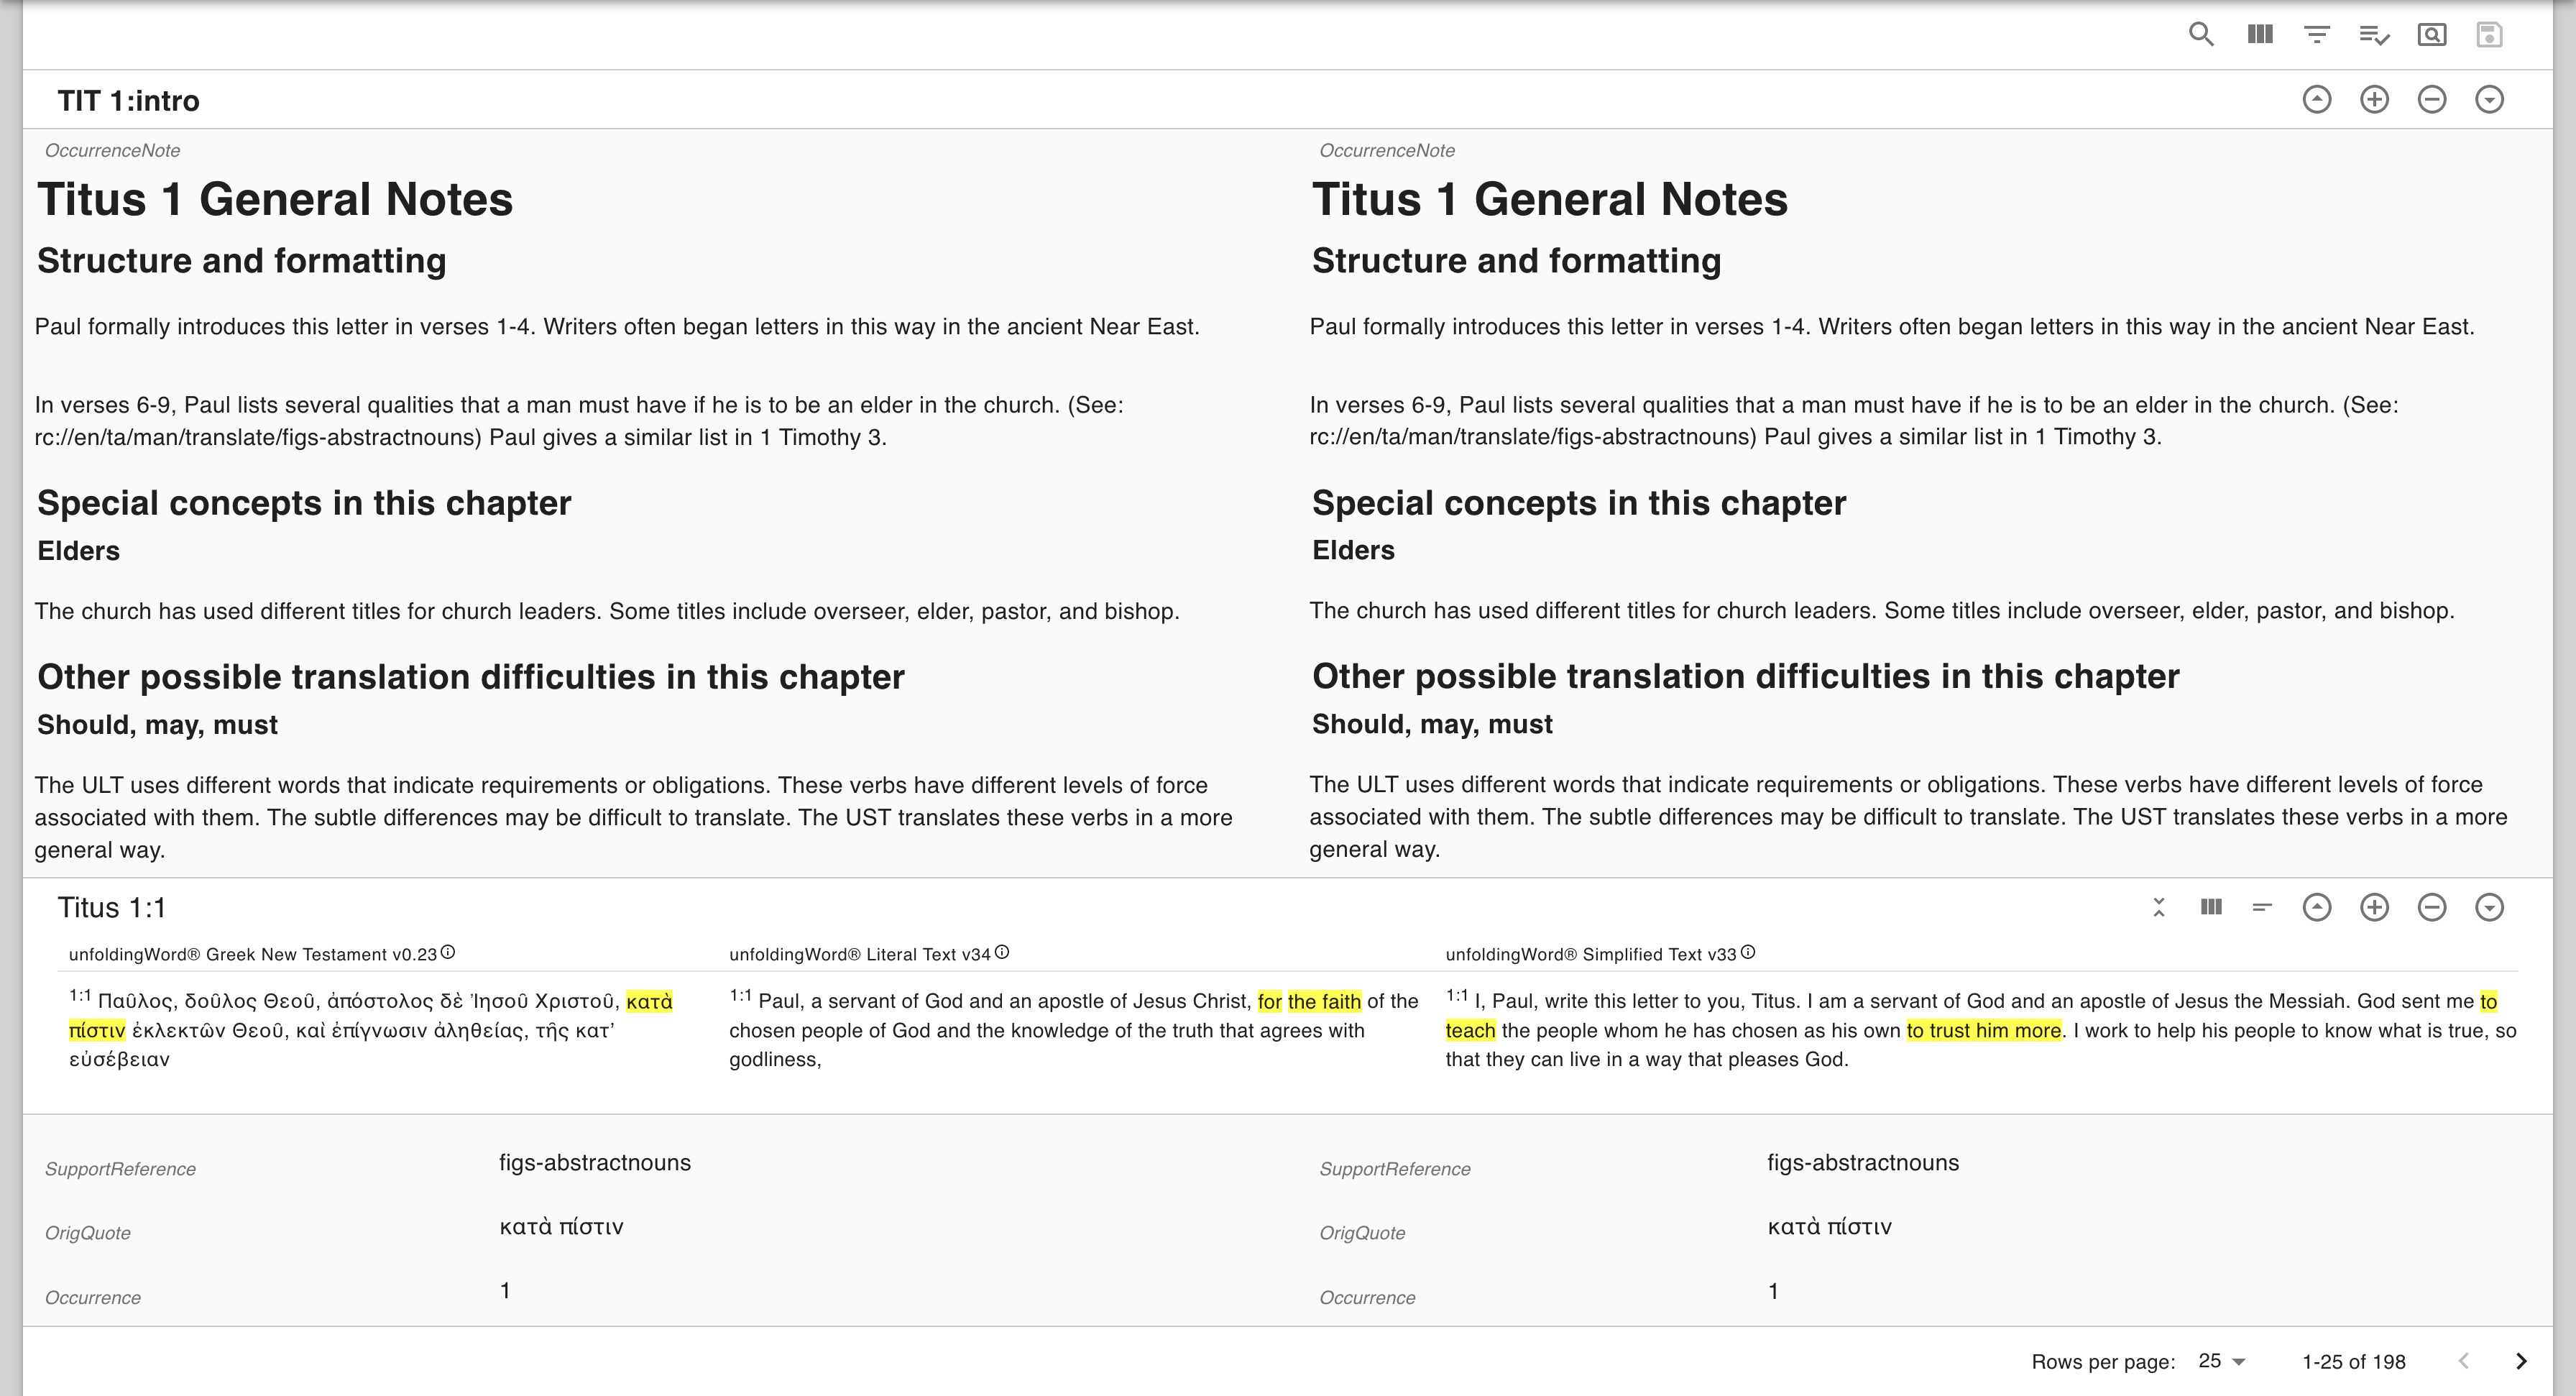 TIT 1:intro
OccurrenceNote
Titus 1 General Notes
Structure and formatting
Paul formally introduces this letter in verses 1-4. Writers often began letters in this way in the ancient Near East.
In verses 6-9, Paul lists several qualities that a man must have if he is to be an elder in the church. (See:
rc://en/ta/man/translate/figs-abstractnouns) Paul gives a similar list in 1 Timothy 3.
Special concepts in this chapter
Elders
The church has used different titles for church leaders. Some titles include overseer, elder, pastor, and bishop.
Other possible translation difficulties in this chapter
Should, may, must
The ULT uses different words that indicate requirements or obligations. These verbs have different levels of force
associated with them. The subtle differences may be difficult to translate. The UST translates these verbs in a more
general way.
OccurrenceNote
Titus 1 General Notes
Structure and formatting
Paul formally introduces this letter in verses 1-4. Writers often began letters in this way in the ancient Near East.
In verses 6-9, Paul lists several qualities that a man must have if he is to be an elder in the church. (See:
rc://en/ta/man/translate/figs-abstractnouns) Paul gives a similar list in 1 Timothy 3.
Special concepts in this chapter
Elders
The church has used different titles for church leaders. Some titles include overseer, elder, pastor, and bishop.
Other possible translation difficulties in this chapter
Should, may, must
The ULT uses different words that indicate requirements or obligations. These verbs have different levels of force
associated with them. The subtle differences may be difficult to translate. The UST translates these verbs in a more
general way.
Titus 1:1
unfoldingWord® Greek New Testament v0.23
1:1 Παῦλος, δοῦλος Θεοῦ, ἀπόστολος δὲ Ἰησοῦ Χριστοῦ, κατὰ
πίστιν ἐκλεκτῶν Θεοῦ, καὶ ἐπίγνωσιν ἀληθείας, τῆς κατ’
εὐσέβειαν
unfoldingWord® Literal Text v34
1:1 Paul, a servant of God and an apostle of Jesus Christ, for the faith of the
chosen people of God and the knowledge of the truth that agrees with
godliness,
unfoldingWord® Simplified Text v33
1:1 I, Paul, write this letter to you, Titus. I am a servant of God and an apostle of Jesus the Messiah. God sent me to
teach the people whom he has chosen as his own to trust him more. I work to help his people to know what is true, so
that they can live in a way that pleases God.
SupportReference figs-abstractnouns
OrigQuote κατὰ πίστιν
Occurrence 1
SupportReference figs-abstractnouns
OrigQuote κατὰ πίστιν
Occurrence 1
Rows per page: 25 1-25 of 198